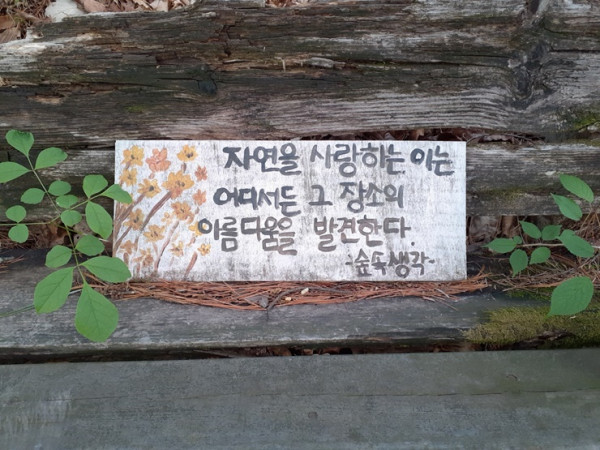 자연을 사랑하는 이는
어디서든 그 장소의
아름다움을 발견한다.
-숲속생각-